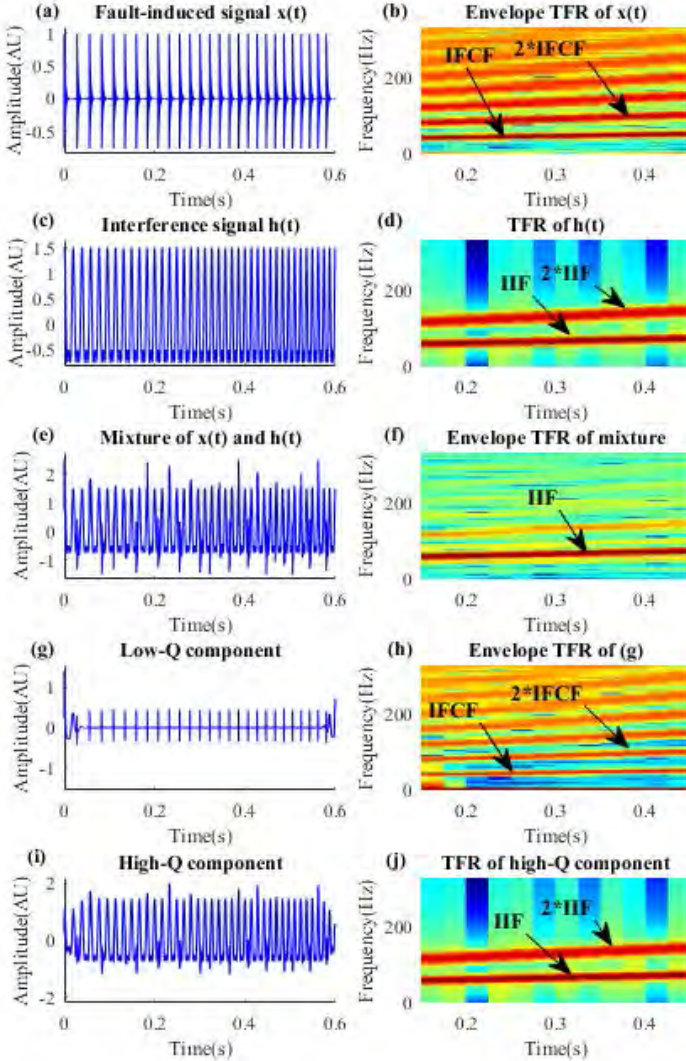 (a) Fault-induced signal x(t)
Amplitude(AU)
1
0.5
0
-0.5
0 0.2 0.4 0.6
Time(s)
(b) Envelope TFR of x(t)
Frequency(Hz)
200
0
IFCF
2*IFCF
0.2 0.3 0.4
Time(s)
(c) Interference signal h(t)
Amplitude(AU)
1.5
1
0.5
0
-0.5
0 0.2 0.4 0.6
Time(s)
(d) TFR of h(t)
Frequency(Hz)
200
0
IIF
2*IIF
0.2 0.3 0.4
Time(s)
(e) Mixture of x(t) and h(t)
Amplitude(AU)
2
1
0
-1
0 0.2 0.4 0.6
Time(s)
(f) Envelope TFR of mixture
Frequency(Hz)
200
0
IIF
0.2 0.3 0.4
Time(s)
(g) Low-Q component
Amplitude(AU)
1
0
-1
0 0.2 0.4 0.6
Time(s)
(h) Envelope TFR of (g)
Frequency(Hz)
200
0
IFCF
2*IFCF
0.2 0.3 0.4
Time(s)
(i) High-Q component
Amplitude(AU)
2
0
-2
0 0.2 0.4 0.6
Time(s)
(j) TFR of high-Q component
Frequency(Hz)
200
0
IIF
2*IIF
0.2 0.3 0.4
Time(s)